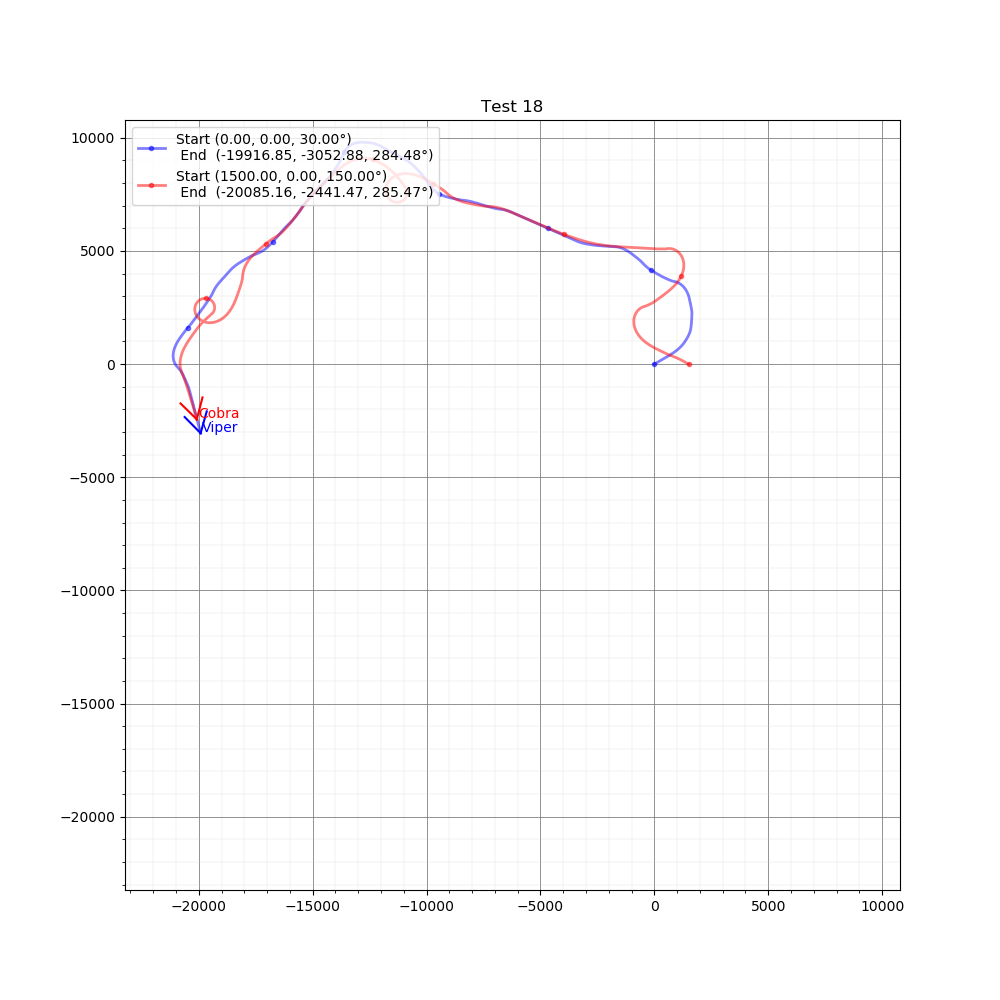 Test 18
Start (0.00, 0.00, 30.00°)
End (-19916.85, -3052.88, 284.48°)
Start (1500.00, 0.00, 150.00°)
End (-20085.16, -2441.47, 285.47°)
10000
5000
0
−5000
−10000
−15000
−20000
Cobra
Viper
−20000 −15000 −10000 −5000 0 5000 10000